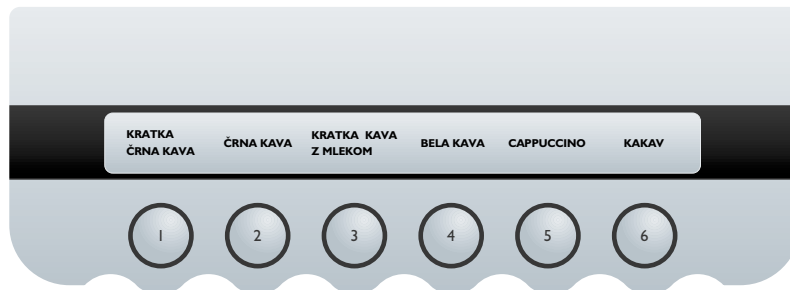 KRATKA
ČRNA KAVA
ČRNA KAVA
KRATKA KAVA
Z MLEKOM
BELA KAVA
CAPPUCCINO
KAKAV
1
2
3
4
5
6